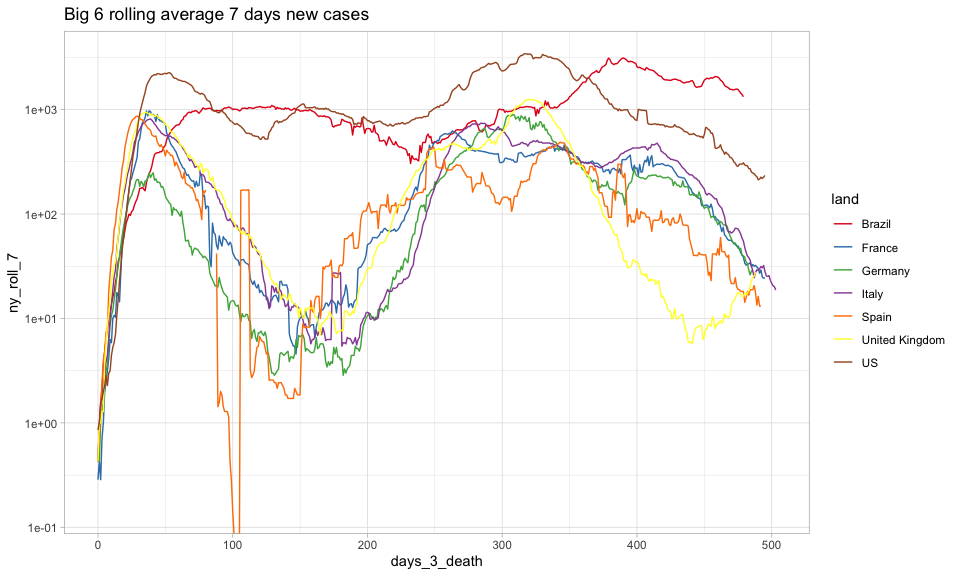 Big 6 rolling average 7 days new cases
ny_roll_7
1e+03
1e+02
1e+01
1e+00
1e-01
0 100 200 300 400 500
days_3_death
land
Brazil
France
Germany
Italy
Spain
United Kingdom
US